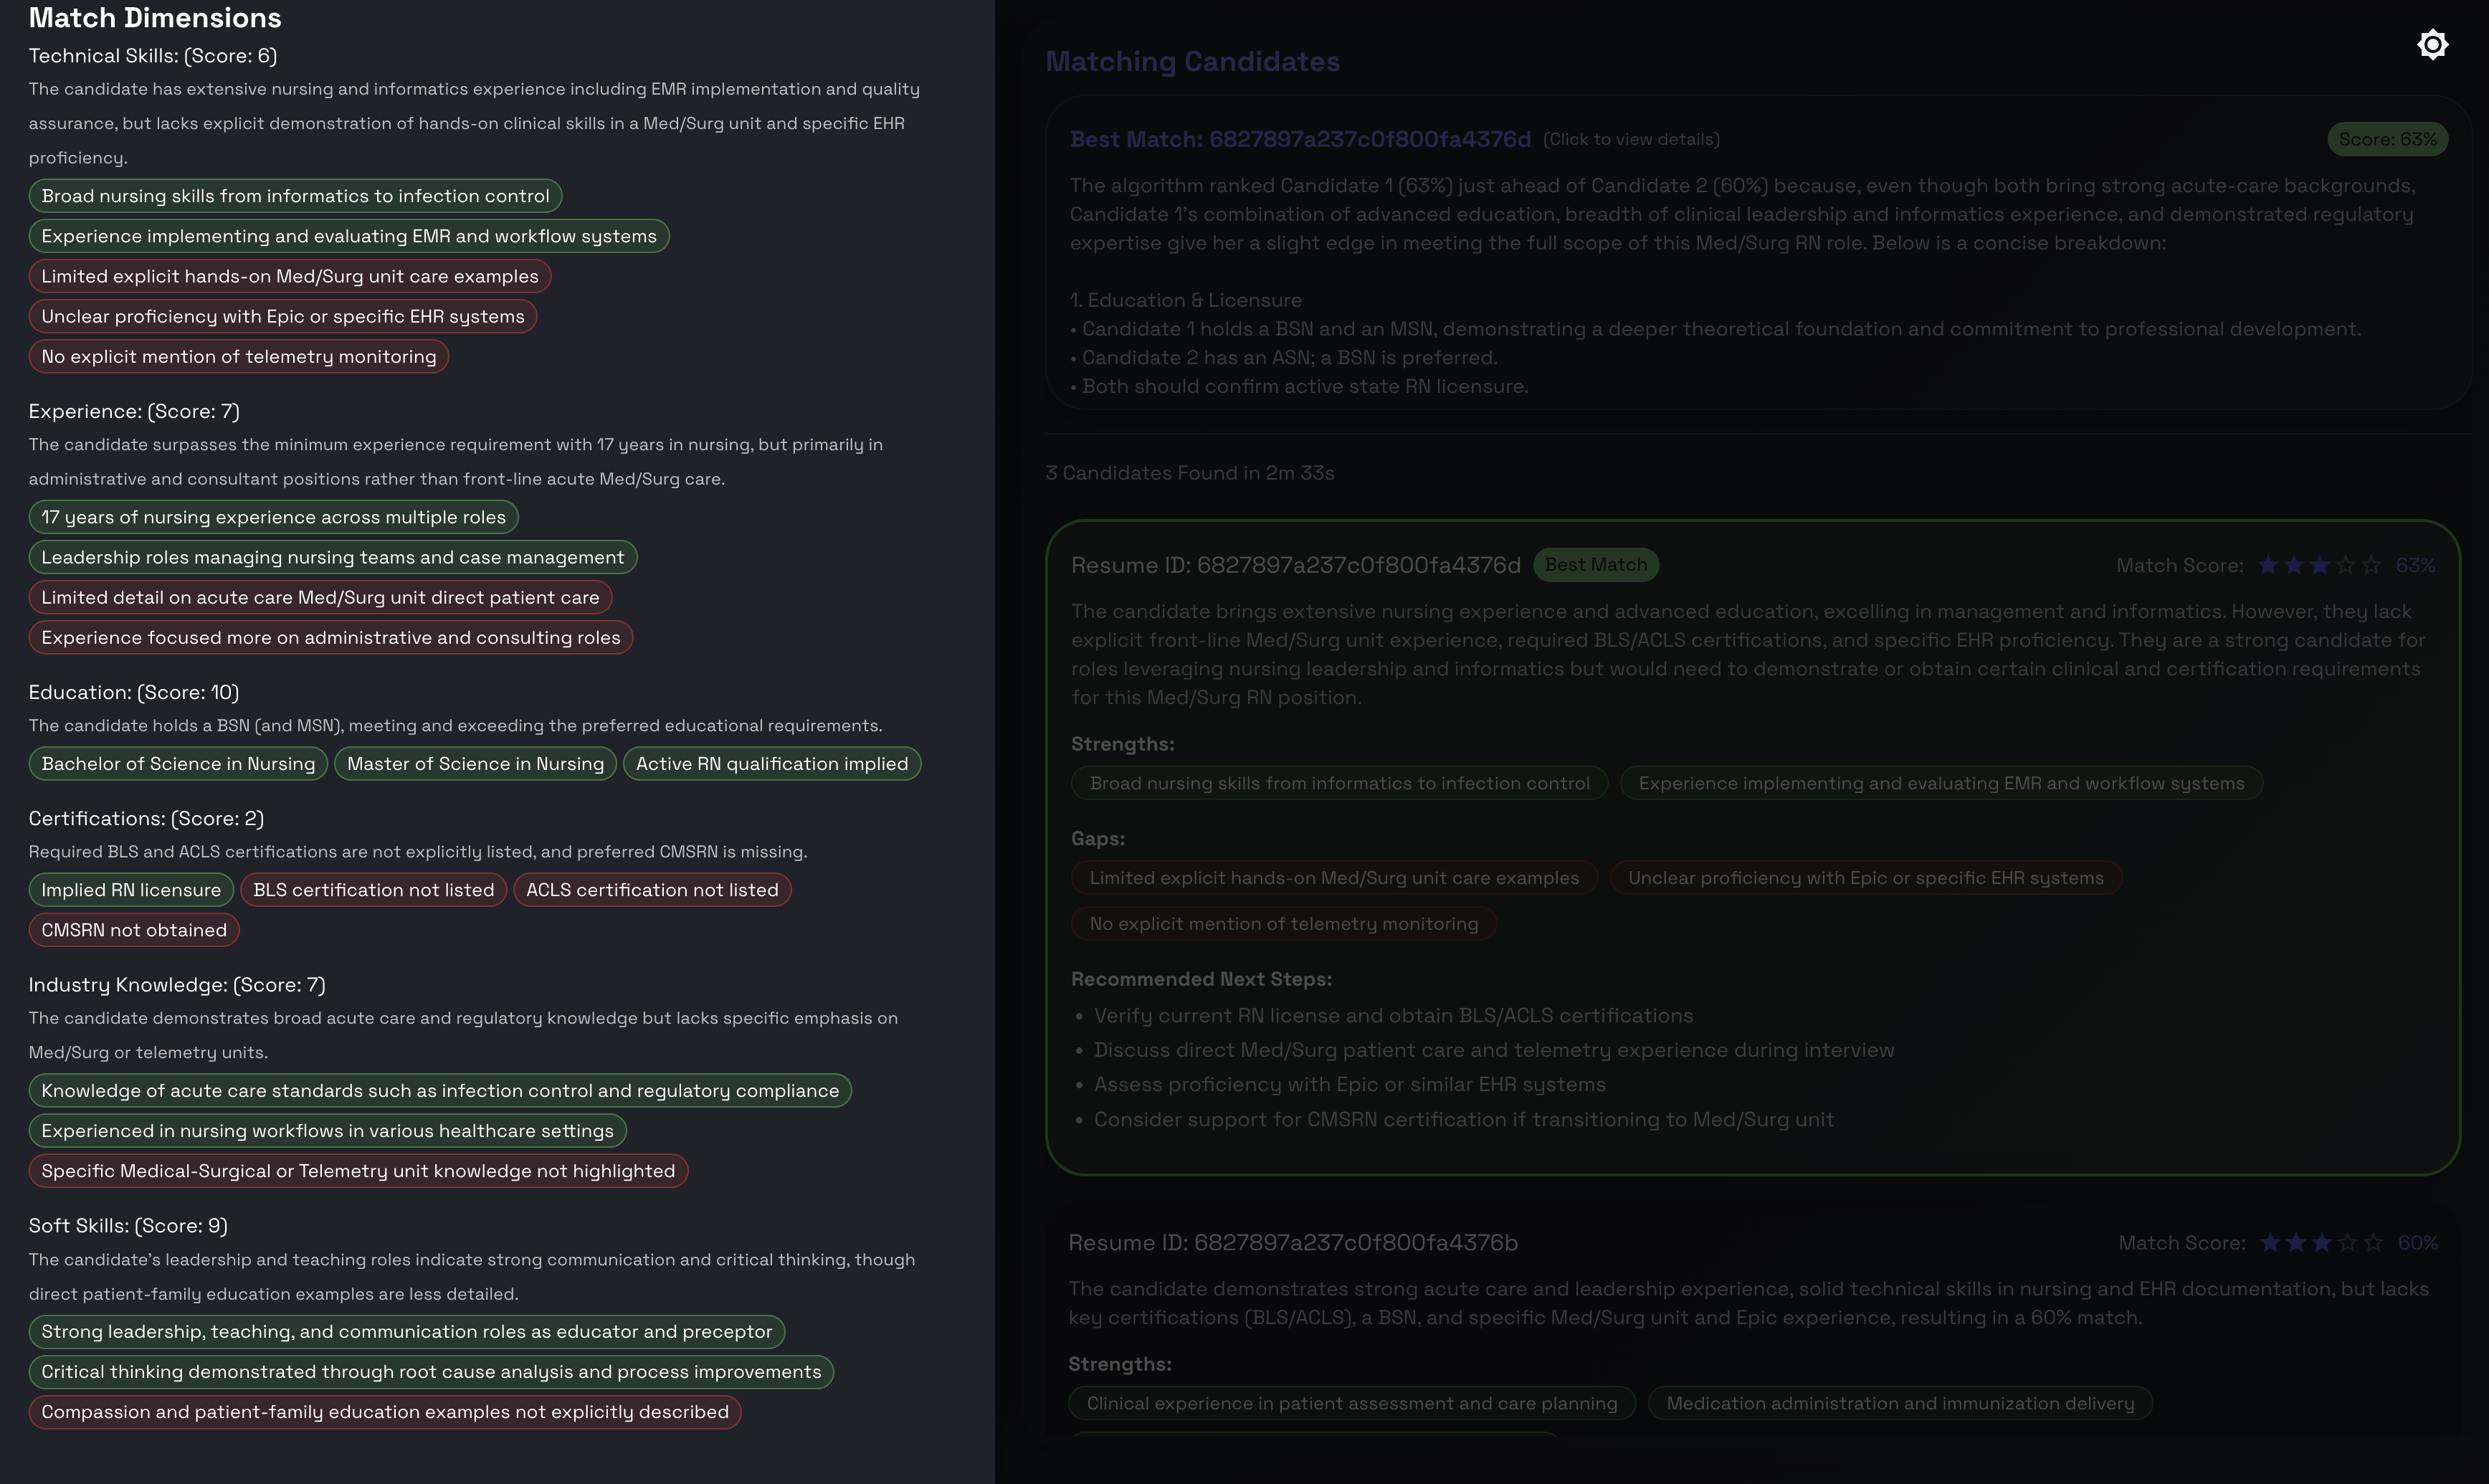 Match Dimensions
Technical Skills: (Score: 6)
The candidate has extensive nursing and informatics experience including EMR implementation and quality
assurance, but lacks explicit demonstration of hands-on clinical skills in a Med/Surg unit and specific EHR
proficiency.
Broad nursing skills from informatics to infection control
Experience implementing and evaluating EMR and workflow systems
Limited explicit hands-on Med/Surg unit care examples
Unclear proficiency with Epic or specific EHR systems
No explicit mention of telemetry monitoring
Experience: (Score: 7)
The candidate surpasses the minimum experience requirement with 17 years in nursing, but primarily in
administrative and consultant positions rather than front-line acute Med/Surg care.
17 years of nursing experience across multiple roles
Leadership roles managing nursing teams and case management
Limited detail on acute care Med/Surg unit direct patient care
Experience focused more on administrative and consulting roles
Education: (Score: 10)
The candidate holds a BSN (and MSN), meeting and exceeding the preferred educational requirements.
Bachelor of Science in Nursing Master of Science in Nursing Active RN qualification implied
Certifications: (Score: 2)
Required BLS and ACLS certifications are not explicitly listed, and preferred CMSRN is missing.
Implied RN licensure BLS certification not listed ACLS certification not listed
CMSRN not obtained
Industry Knowledge: (Score: 7)
The candidate demonstrates broad acute care and regulatory knowledge but lacks specific emphasis on
Med/Surg or telemetry units.
Knowledge of acute care standards such as infection control and regulatory compliance
Experienced in nursing workflows in various healthcare settings
Specific Medical-Surgical or Telemetry unit knowledge not highlighted
Soft Skills: (Score: 9)
The candidate's leadership and teaching roles indicate strong communication and critical thinking, though
direct patient-family education examples are less detailed.
Strong leadership, teaching, and communication roles as educator and preceptor
Critical thinking demonstrated through root cause analysis and process improvements
Compassion and patient-family education examples not explicitly described
Matching Candidates
Best Match: 6827897a237c0f800fa4376d (Click to view details) Score: 63%
The algorithm ranked Candidate 1 (63%) just ahead of Candidate 2 (60%) because, even though both bring strong acute-care backgrounds,
Candidate 1's combination of advanced education, breadth of clinical leadership and informatics experience, and demonstrated regulatory
expertise give her a slight edge in meeting the full scope of this Med/Surg RN role. Below is a concise breakdown:
1. Education & Licensure
• Candidate 1 holds a BSN and an MSN, demonstrating a deeper theoretical foundation and commitment to professional development.
• Candidate 2 has an ASN; a BSN is preferred.
• Both should confirm active state RN licensure.
3 Candidates Found in 2m 33s
Resume ID: 6827897a237c0f800fa4376d Best Match Match Score: 63%
The candidate brings extensive nursing experience and advanced education, excelling in management and informatics. However, they lack
explicit front-line Med/Surg unit experience, required BLS/ACLS certifications, and specific EHR proficiency. They are a strong candidate for
roles leveraging nursing leadership and informatics but would need to demonstrate or obtain certain clinical and certification requirements
for this Med/Surg RN position.
Strengths:
Broad nursing skills from informatics to infection control Experience implementing and evaluating EMR and workflow systems
Gaps:
Limited explicit hands-on Med/Surg unit care examples Unclear proficiency with Epic or specific EHR systems
No explicit mention of telemetry monitoring
Recommended Next Steps:
• Verify current RN license and obtain BLS/ACLS certifications
• Discuss direct Med/Surg patient care and telemetry experience during interview
• Assess proficiency with Epic or similar EHR systems
• Consider support for CMSRN certification if transitioning to Med/Surg unit
Resume ID: 6827897a237c0f800fa4376b Match Score: 60%
The candidate demonstrates strong acute care and leadership experience, solid technical skills in nursing and EHR documentation, but lacks
key certifications (BLS/ACLS), a BSN, and specific Med/Surg unit and Epic experience, resulting in a 60% match.
Strengths:
Clinical experience in patient assessment and care planning Medication administration and immunization delivery